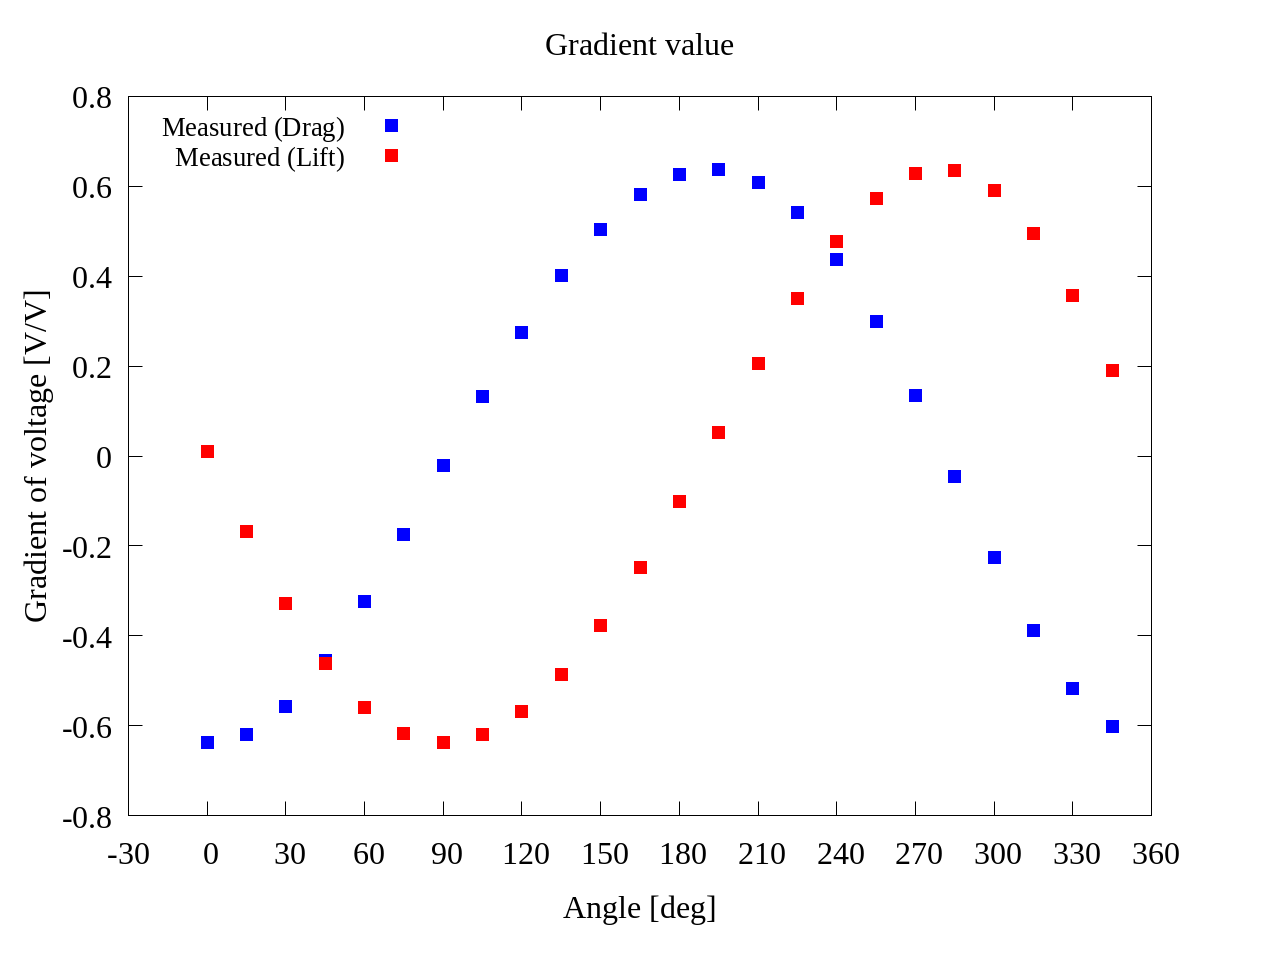 Gradient value
0.8
0.6
0.4
0.2
0
-0.2
-0.4
-0.6
-0.8
Gradient of voltage [V/V]
Measured (Drag)
Measured (Lift)
-30 0 30 60 90 120 150 180 210 240 270 300 330 360
Angle [deg]